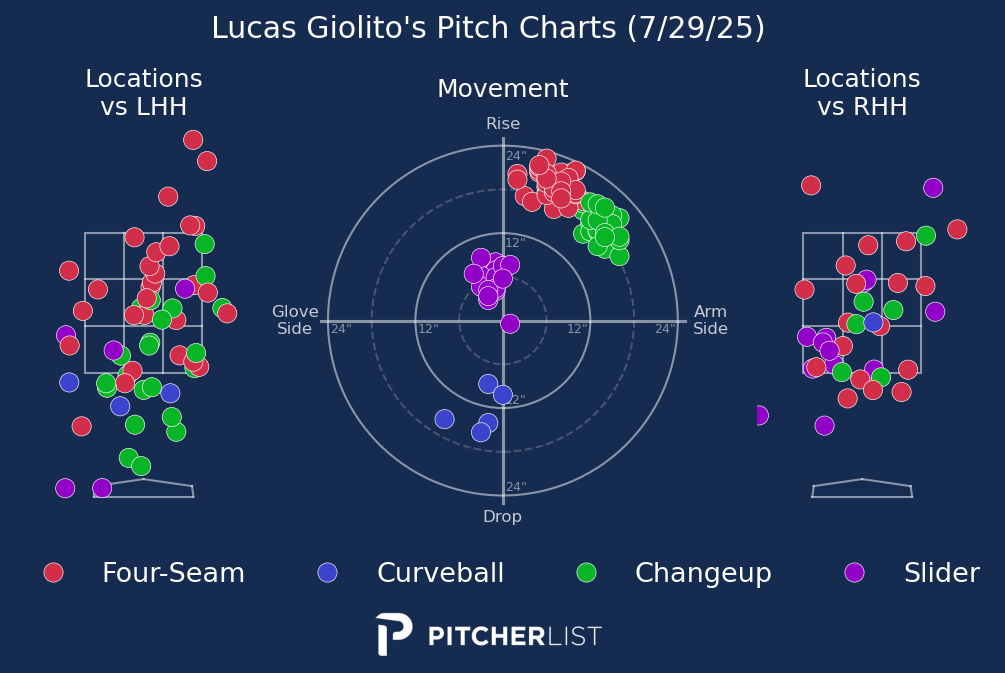 Lucas Giolito's Pitch Charts (7/29/25)
Locations
vs LHH
Movement
Locations
vs RHH
Rise
24"
12"
Glove
Side
24"
12"
12"
24"
Arm
Side
12"
24"
Drop
Four-Seam
Curveball
Changeup
Slider
PITCHERLIST